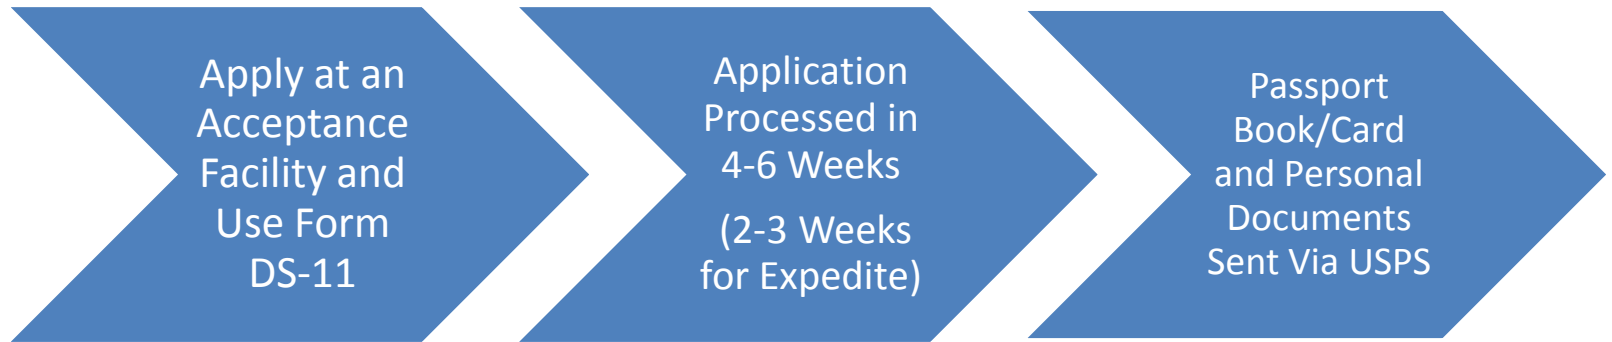 Apply at an
Acceptance
Facility and
Use Form
DS-11
Application
Processed in
4-6 Weeks
(2-3 Weeks
for Expedite)
Passport
Book/Card
and Personal
Documents
Sent Via USPS